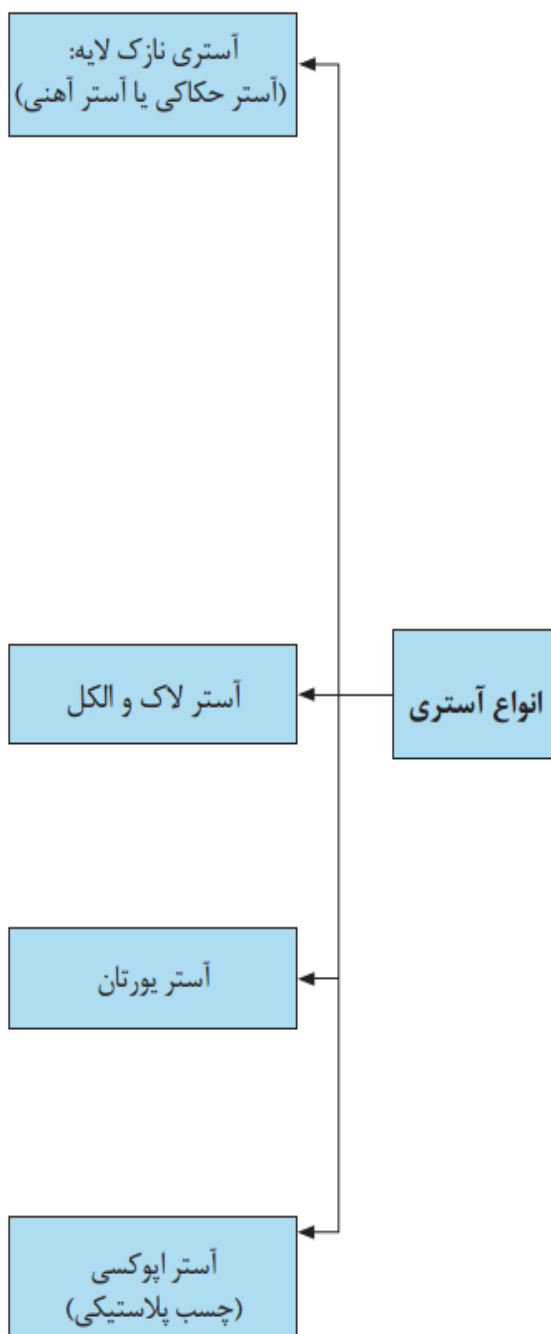 آستری نازک لایه:
(آستر حکاکی یا آستر آهنی)
انواع آستری
آستر لاک و الکل
آستر یورتان
آستر اپوکسی
(چسب پلاستیکی)